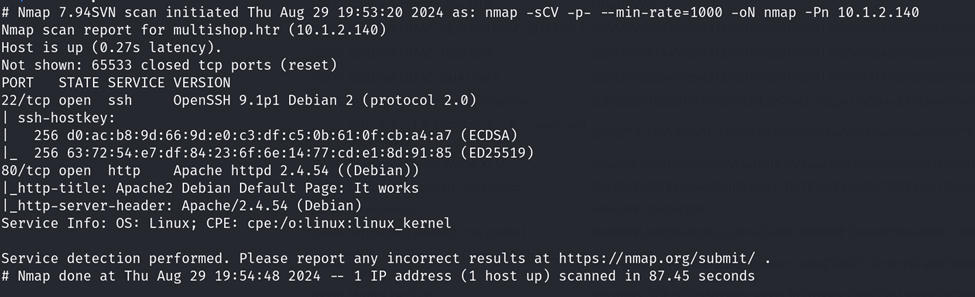 # Nmap 7.94SVN scan initiated Thu Aug 29 19:53:20 2024 as: nmap -sCV -p- --min-rate=1000 -oN nmap -Pn 10.1.2.140
Nmap scan report for multishop.htr (10.1.2.140)
Host is up (0.27s latency).
Not shown: 65533 closed tcp ports (reset)
PORT   STATE SERVICE VERSION
22/tcp open  ssh     OpenSSH 9.1p1 Debian 2 (protocol 2.0)
| ssh-hostkey:
|   256 d0:ac:b8:9d:66:9d:e0:c3:df:c5:0b:61:0f:cb:a4:a7 (ECDSA)
|_  256 63:72:54:e7:df:84:23:6f:6e:14:77:cd:e1:8d:91:85 (ED25519)
80/tcp open  http    Apache httpd 2.4.54 ((Debian))
|_http-title: Apache2 Debian Default Page: It works
|_http-server-header: Apache/2.4.54 (Debian)
Service Info: OS: Linux; CPE: cpe:/o:linux:linux_kernel
Service detection performed. Please report any incorrect results at https://nmap.org/submit/ .
# Nmap done at Thu Aug 29 19:54:48 2024 -- 1 IP address (1 host up) scanned in 87.45 seconds